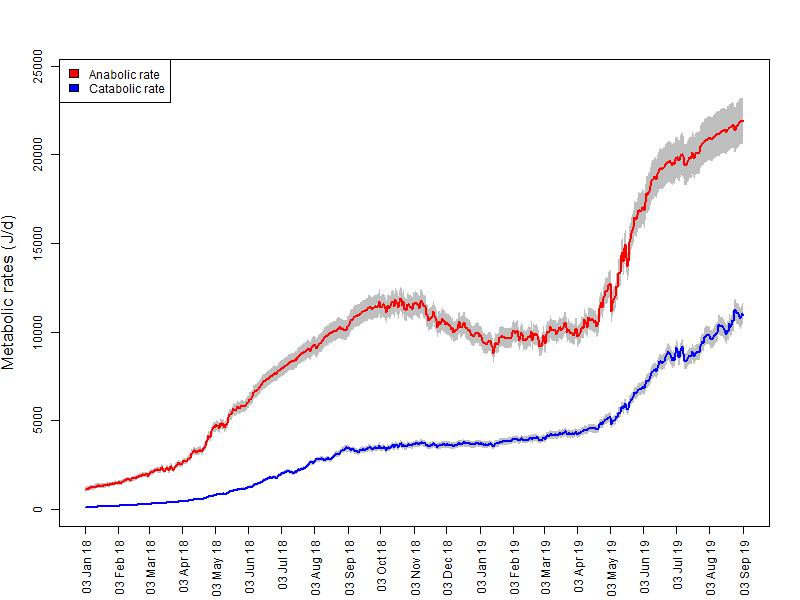 Anabolic rate
Catabolic rate
Metabolic rates (J/d)
25000
20000
15000
10000
5000
0
03 Jan 18
03 Feb 18
03 Mar 18
03 Apr 18
03 May 18
03 Jun 18
03 Jul 18
03 Aug 18
03 Sep 18
03 Oct 18
03 Nov 18
03 Dec 18
03 Jan 19
03 Feb 19
03 Mar 19
03 Apr 19
03 May 19
03 Jun 19
03 Jul 19
03 Aug 19
03 Sep 19